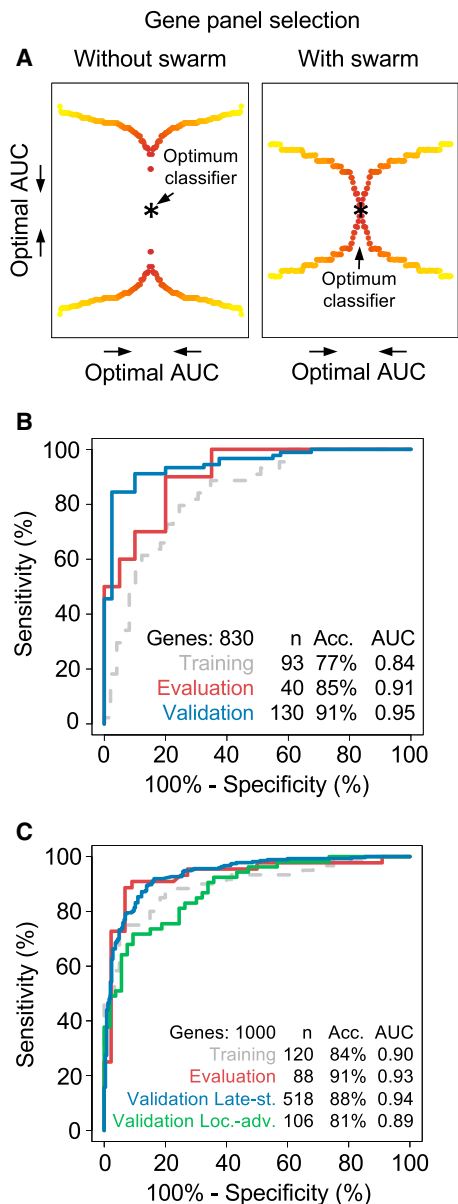 Gene panel selection
A
Without swarm
With swarm
Optimal AUC
Optimum
classifier
*
*
Optimum
classifier
Optimal AUC
Optimal AUC
B
Sensitivity (%)
100
80
60
40
20
0
Genes: 830 n Acc. AUC
Training 93 77% 0.84
Evaluation 40 85% 0.91
Validation 130 91% 0.95
0 20 40 60 80 100
100% - Specificity (%)
C
Sensitivity (%)
100
80
60
40
20
0
Genes: 1000 n Acc. AUC
Training 120 84% 0.90
Evaluation 88 91% 0.93
Validation Late-st. 518 88% 0.94
Validation Loc.-adv. 106 81% 0.89
0 20 40 60 80 100
100% - Specificity (%)